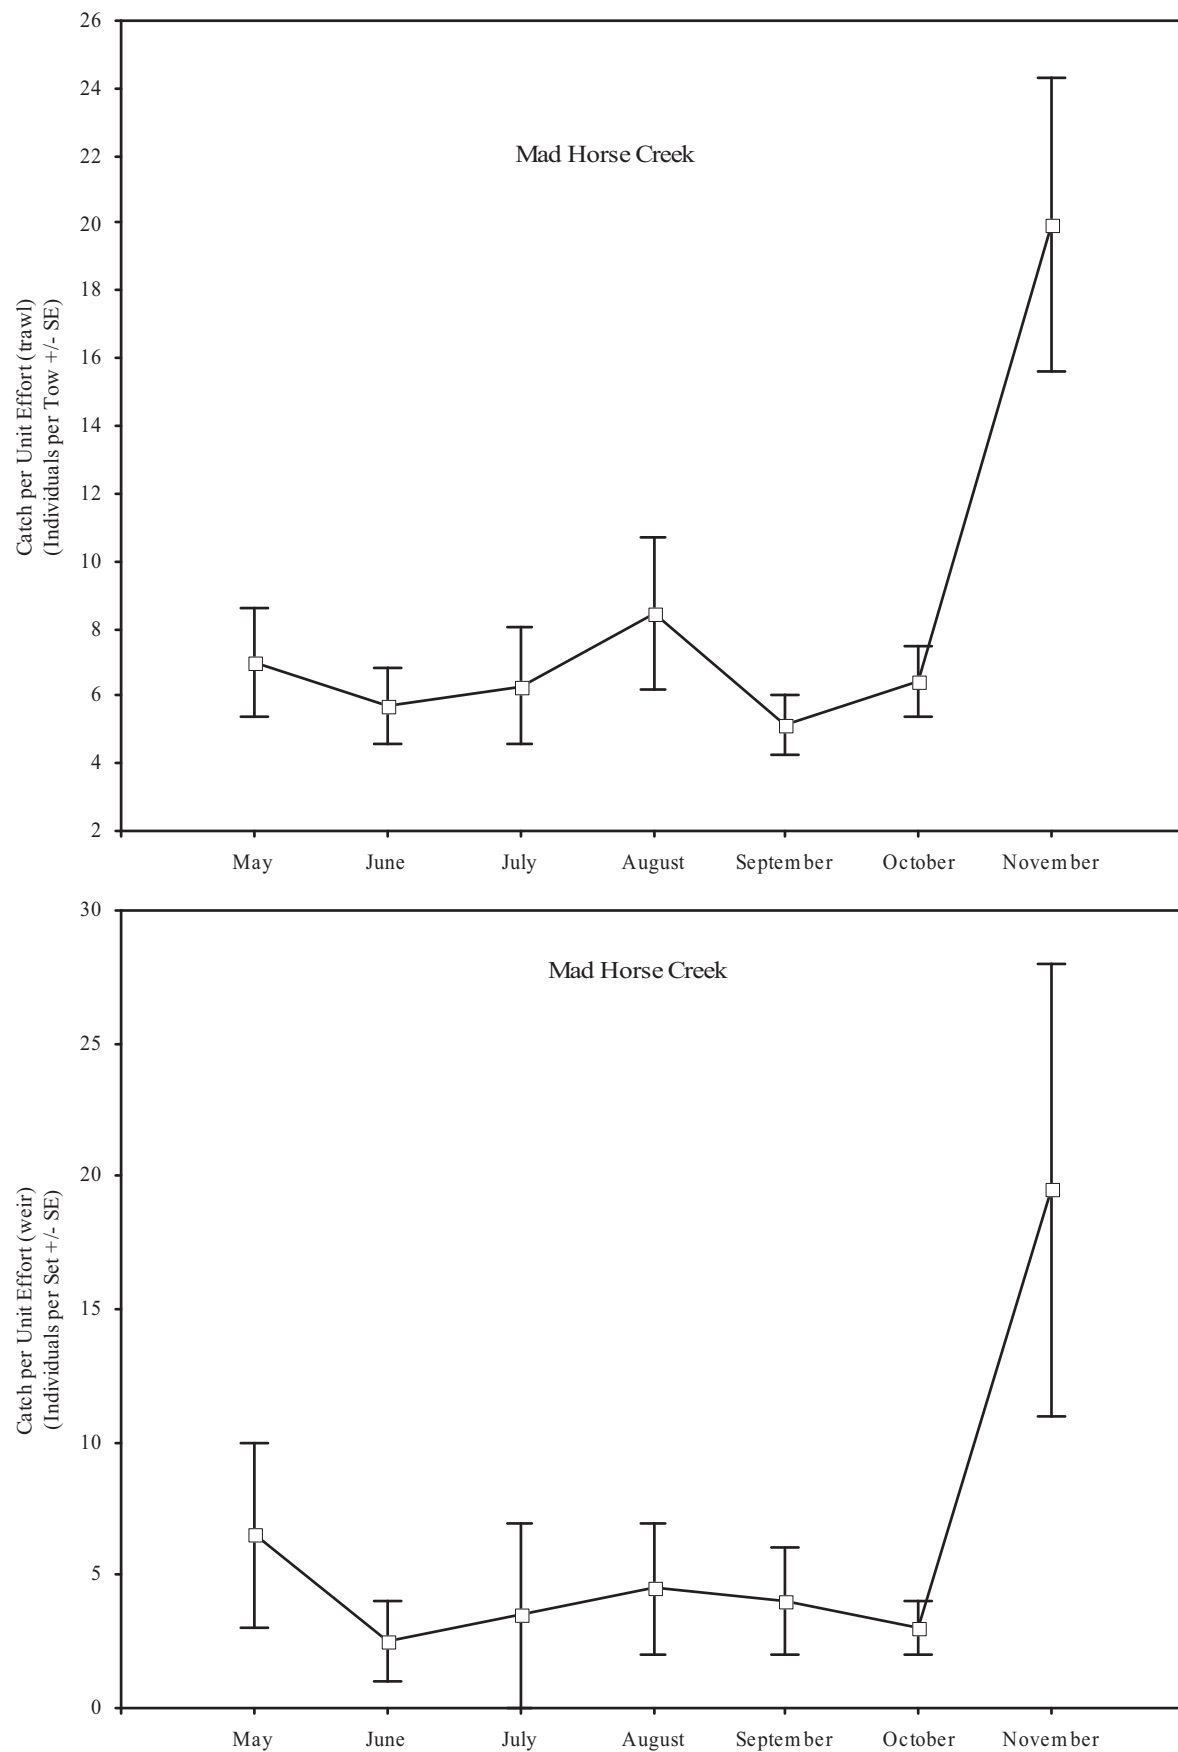 26
24
22
20
18
16
14
12
10
8
6
4
2
Mad Horse Creek
Catch per Unit Effort (trawl)
(Individuals per Tow +/- SE)
May June July August September October November
30
25
20
15
10
5
0
Mad Horse Creek
Catch per Unit Effort (weir)
(Individuals per Set +/- SE)
May June July August September October November